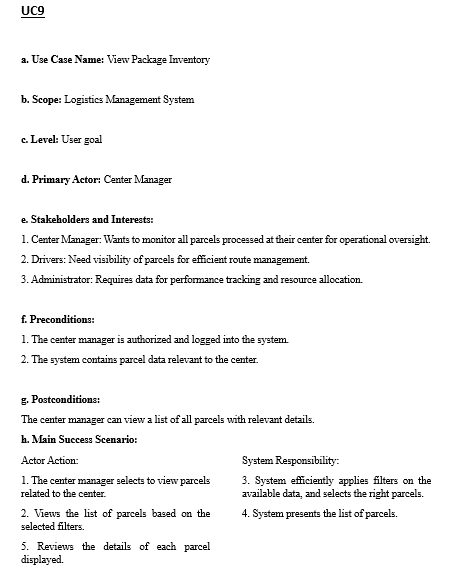 UC9
a. Use Case Name: View Package Inventory
b. Scope: Logistics Management System
c. Level: User goal
d. Primary Actor: Center Manager
e. Stakeholders and Interests:
1. Center Manager: Wants to monitor all parcels processed at their center for operational oversight.
2. Drivers: Need visibility of parcels for efficient route management.
3. Administrator: Requires data for performance tracking and resource allocation.
f. Preconditions:
1. The center manager is authorized and logged into the system.
2. The system contains parcel data relevant to the center.
g. Postconditions:
The center manager can view a list of all parcels with relevant details.
h. Main Success Scenario:
Actor Action:
1. The center manager selects to view parcels
related to the center.
2. Views the list of parcels based on the
selected filters.
5. Reviews the details of each parcel
displayed.
System Responsibility:
3. System efficiently applies filters on the
available data, and selects the right parcels.
4. System presents the list of parcels.